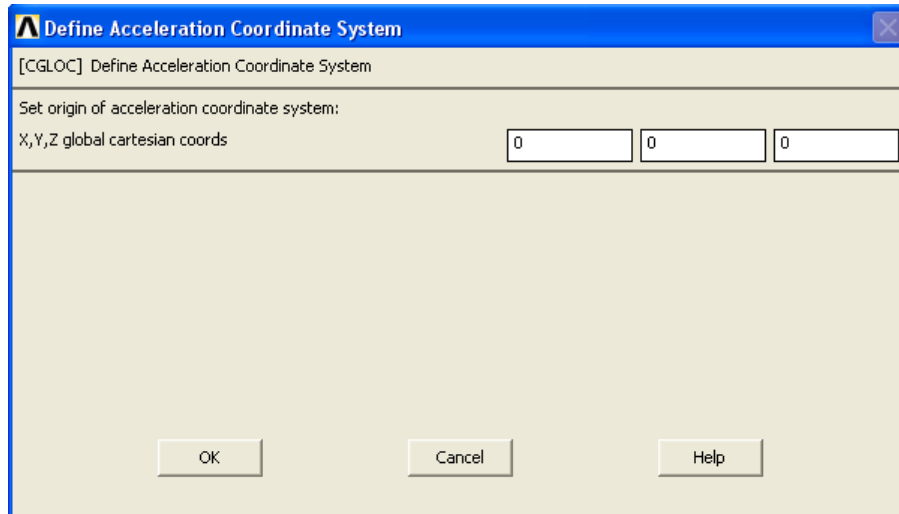 Define Acceleration Coordinate System
[CGLOC] Define Acceleration Coordinate System
Set origin of acceleration coordinate system:
X,Y,Z global cartesian coords 0 0 0
OK Cancel Help